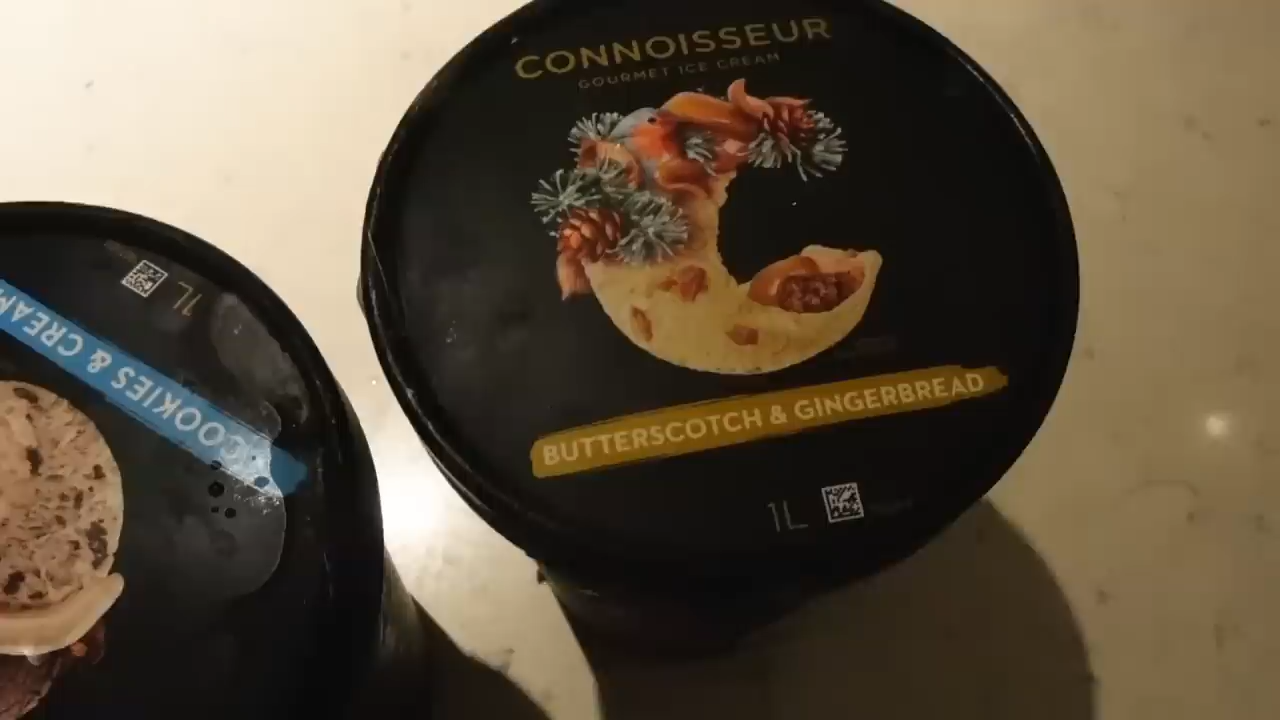 CONNOISSEUR
GOURMET ICE CREAM
BUTTERSCOTCH & GINGERBREAD
1L
1L
COOKIES & CREAM